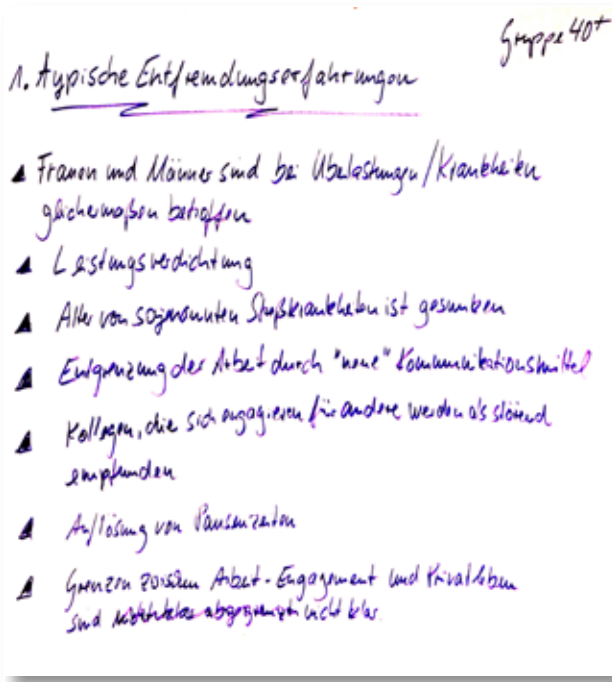 Gruppe 40+
1. Atypische Entfremdungserfahrungen
Frauen und Männer sind bei Überlastungen/Krankheiten
gleichermaßen betroffen
Leistungsverdichtung
Alter von sogenannten Streßkrankheiten ist gesunken
Entgrenzung der Arbeit durch "neue" Kommunikationsmittel
Kollegen, die sich engagieren für andere werden als störend
empfunden
Auflösung von Pausenzeiten
Grenzen zwischen Arbeit-Engagement und Privatleben
sind nicht klar.